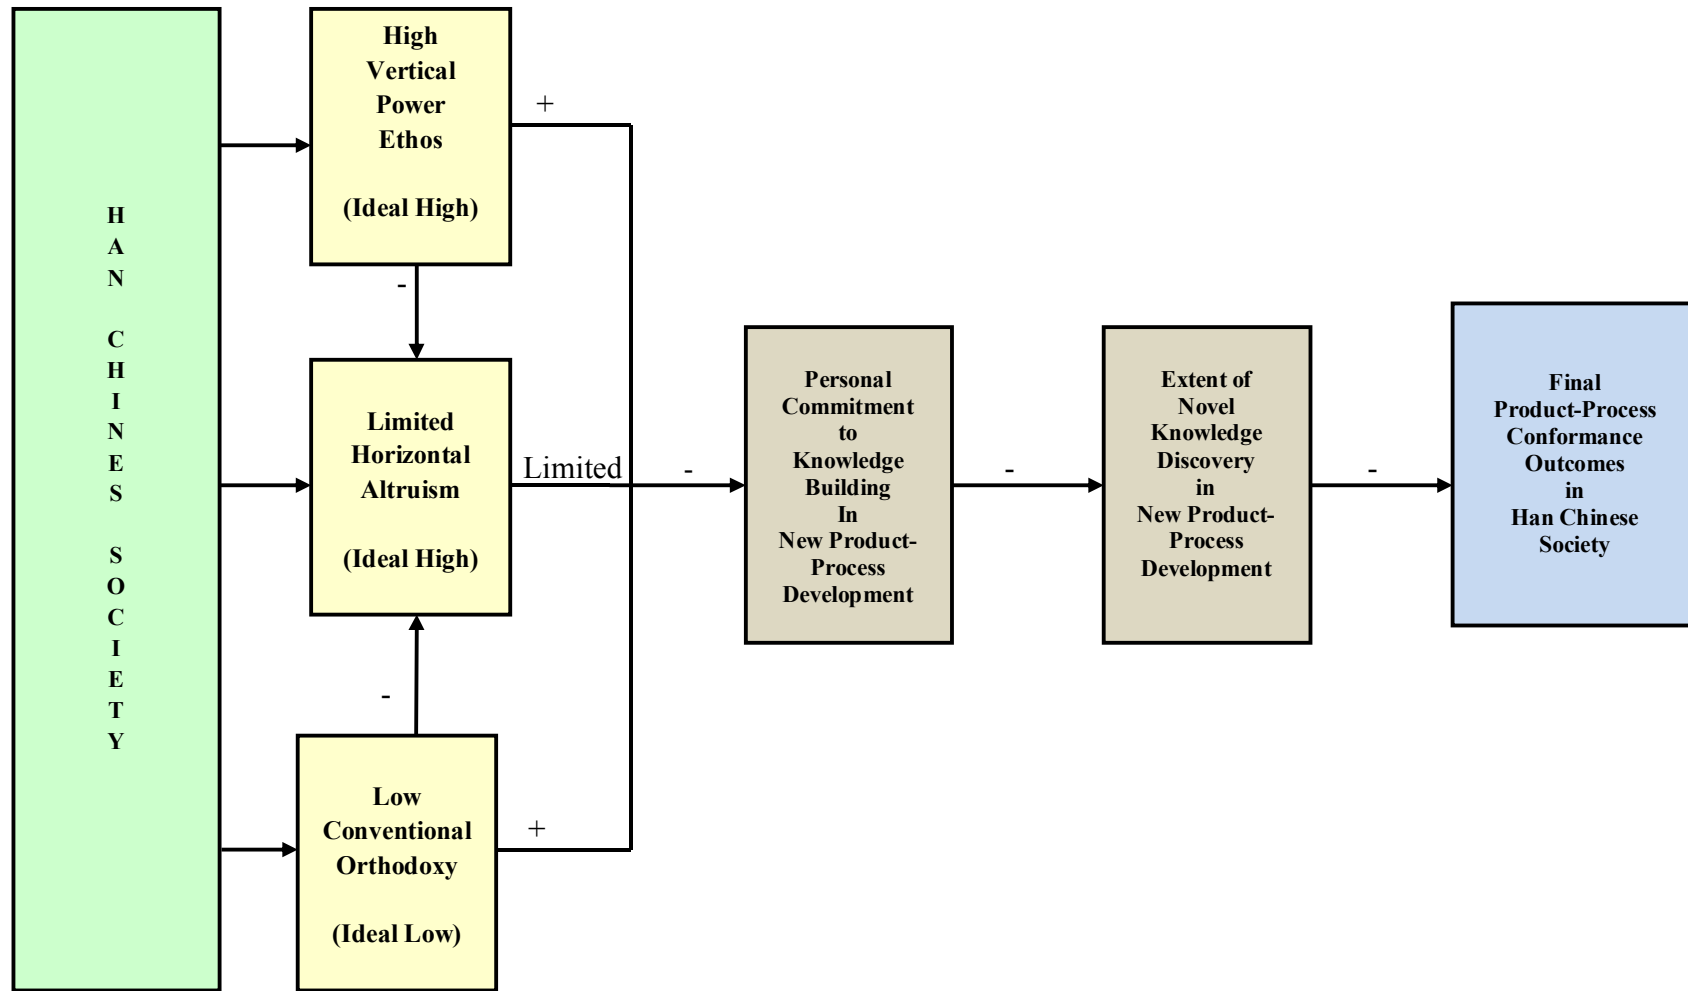 H
A
N
C
H
I
N
E
S
S
O
C
I
E
T
Y
High
Vertical
Power
Ethos
(Ideal High)
+
-
Limited
Horizontal
Altruism
(Ideal High)
Limited
-
Low
Conventional
Orthodoxy
(Ideal Low)
+
-
Personal
Commitment
to
Knowledge
Building
In
New Product-
Process
Development
-
Extent of
Novel
Knowledge
Discovery
in
New Product-
Process
Development
-
Final
Product-Process
Conformance
Outcomes
in
Han Chinese
Society